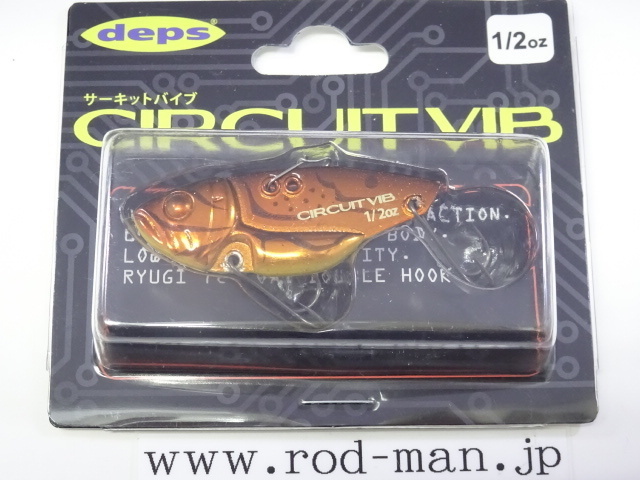 deps
1/2oz
サーキットバイブ
CIRCUIT VIB
CIRCUIT VIB
1/2oz
ACTION.
BODY.
LOW
ITY.
RYUGI
HOOK
www.rod-man.jp